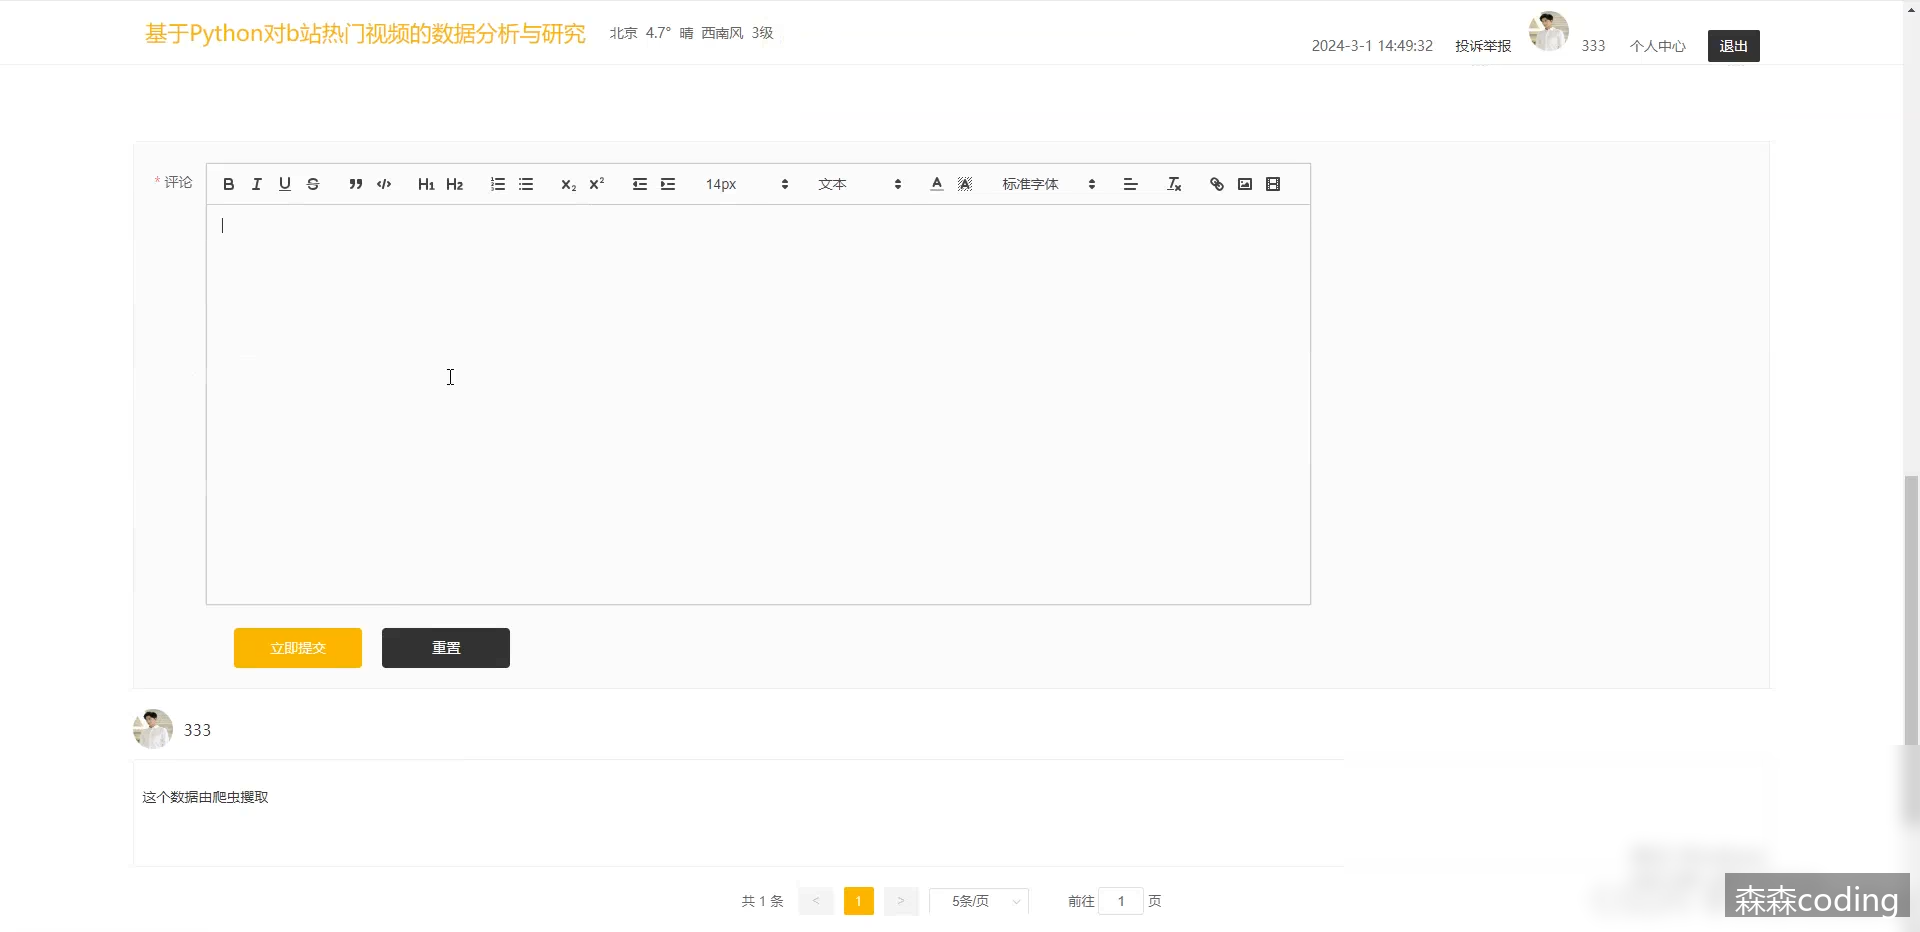 基于Python对b站热门视频的数据分析与研究
北京 4.7° 晴 西南风 3级
2024-3-1 14:49:32 投诉举报 333 个人中心 退出
* 评论
B I U S H1 H2 x2 x2 14px 文本 A A 标准字体
立即提交 重置
333
这个数据由爬虫攫取
共 1 条 < 1 > 5条/页 前往 1 页
森森coding